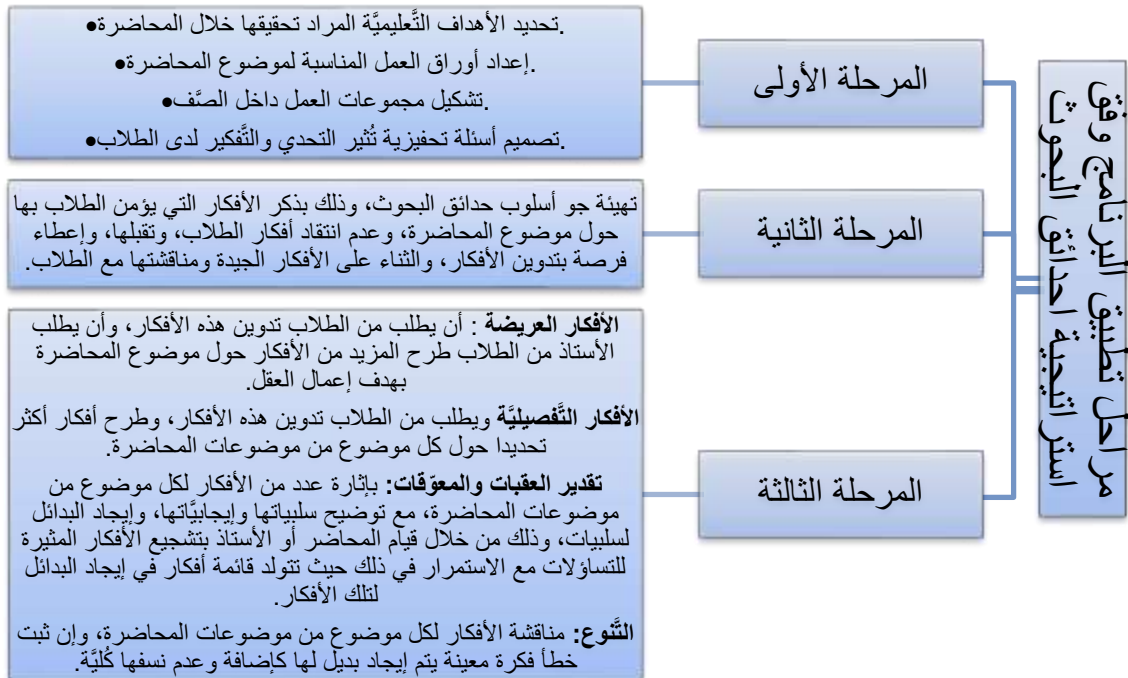 مراحل تطبيق البرنامج وفق
استراتيجية احدائق البحوث
المرحلة الأولى
•تحديد الأهداف التَّعليميَّة المراد تحقيقها خلال المحاضرة.
•إعداد أوراق العمل المناسبة لموضوع المحاضرة.
•تشكيل مجموعات العمل داخل الصَّف.
•تصميم أسئلة تحفيزية تُثير التحدي والتَّفكير لدى الطلاب.
المرحلة الثانية
تهيئة جو أسلوب حدائق البحوث، وذلك بذكر الأفكار التي يؤمن الطلاب بها
حول موضوع المحاضرة، وعدم انتقاد أفكار الطلاب، وتقبلها، وإعطاء
فرصة بتدوين الأفكار، والثناء على الأفكار الجيدة ومناقشتها مع الطلاب.
المرحلة الثالثة
الأفكار العريضة : أن يطلب من الطلاب تدوين هذه الأفكار، وأن يطلب
الأستاذ من الطلاب طرح المزيد من الأفكار حول موضوع المحاضرة
بهدف إعمال العقل.
الأفكار التَّفصيليَّة ويطلب من الطلاب تدوين هذه الأفكار، وطرح أفكار أكثر
تحديدا حول كل موضوع من موضوعات المحاضرة.
تقدير العقبات والمعوّقات: بإثارة عدد من الأفكار لكل موضوع من
موضوعات المحاضرة، مع توضيح سلبياتها وإيجابيَّاتها، وإيجاد البدائل
لسلبيات، وذلك من خلال قيام المحاضر أو الأستاذ بتشجيع الأفكار المثيرة
للتساؤلات مع الاستمرار في ذلك حيث تتولد قائمة أفكار في إيجاد البدائل
لتلك الأفكار.
التَّنوع: مناقشة الأفكار لكل موضوع من موضوعات المحاضرة، وإن ثبت
خطأ فكرة معينة يتم إيجاد بديل لها كإضافة وعدم نسفها كُليَّة.